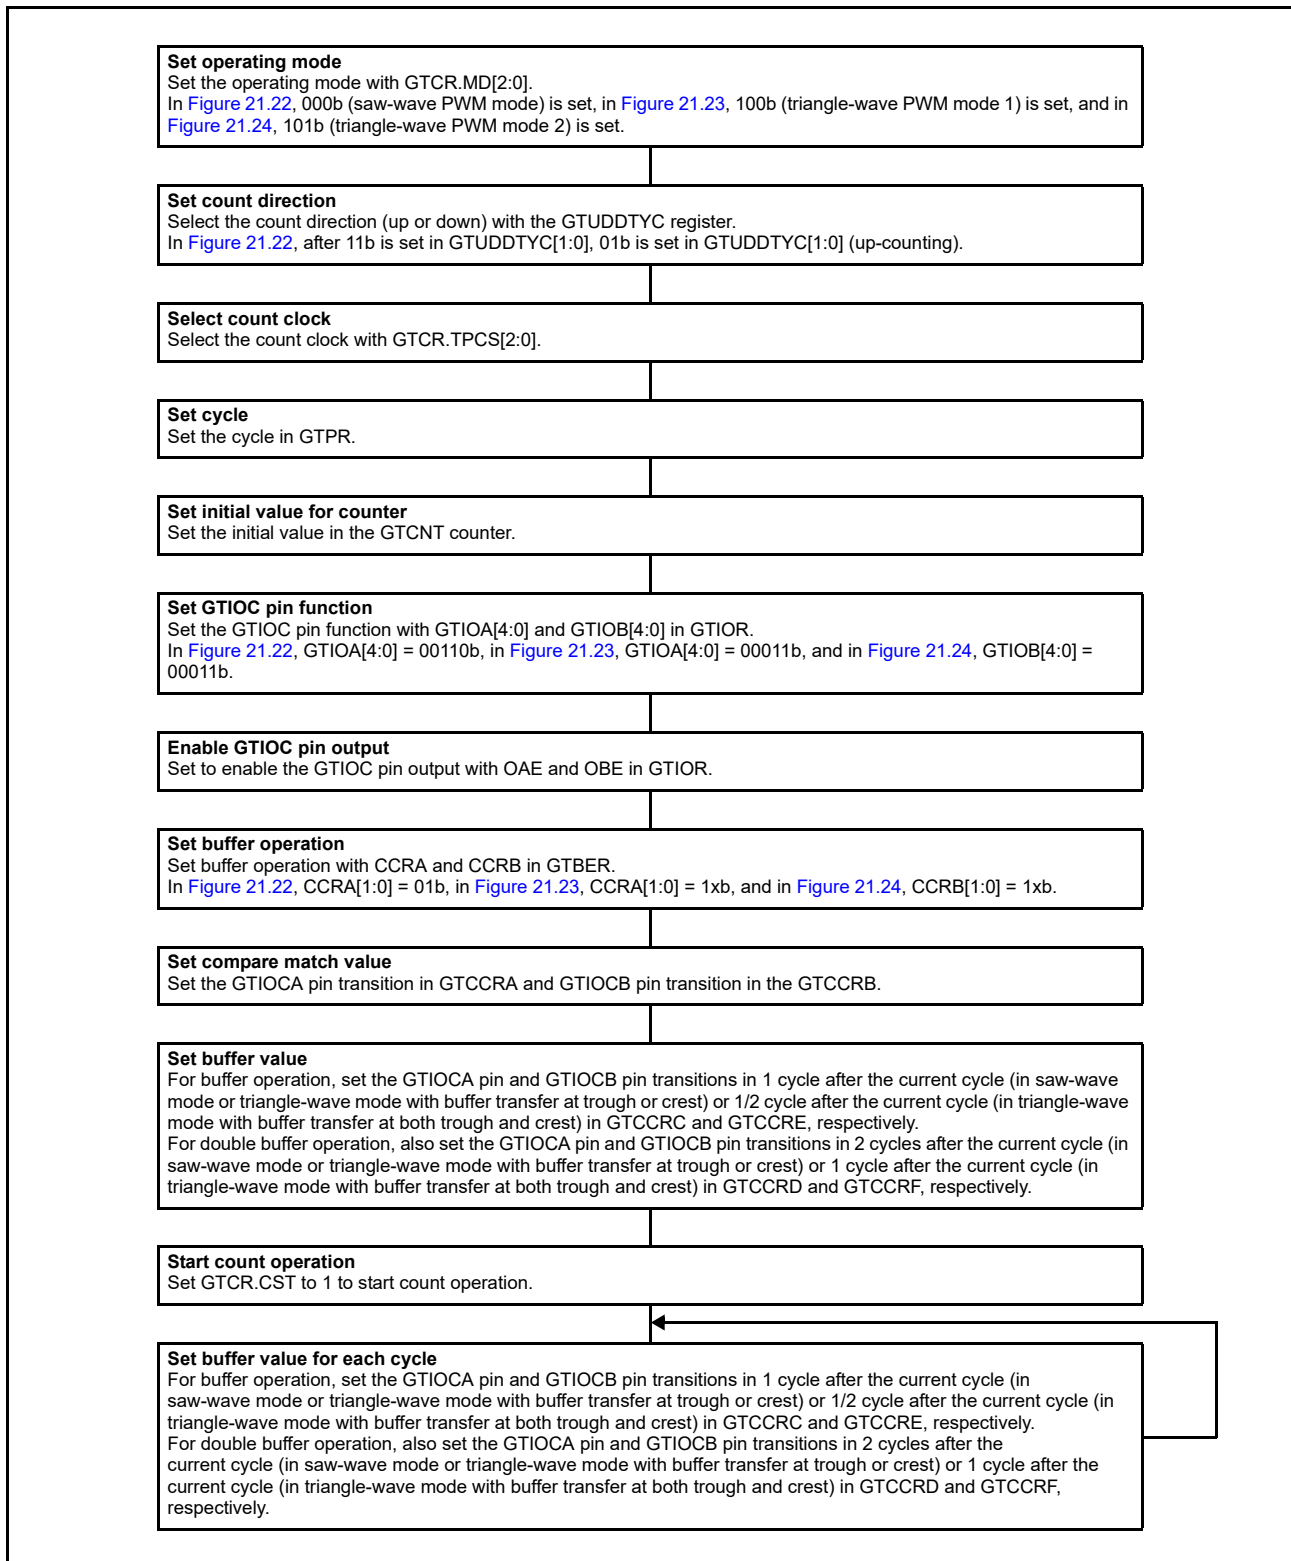 Set operating mode
Set the operating mode with GTCR.MD[2:0].
In Figure 21.22, 000b (saw-wave PWM mode) is set, in Figure 21.23, 100b (triangle-wave PWM mode 1) is set, and in
Figure 21.24, 101b (triangle-wave PWM mode 2) is set.
Set count direction
Select the count direction (up or down) with the GTUDDTYC register.
In Figure 21.22, after 11b is set in GTUDDTYC[1:0], 01b is set in GTUDDTYC[1:0] (up-counting).
Select count clock
Select the count clock with GTCR.TPCS[2:0].
Set cycle
Set the cycle in GTPR.
Set initial value for counter
Set the initial value in the GTCNT counter.
Set GTIOC pin function
Set the GTIOC pin function with GTIOA[4:0] and GTIOB[4:0] in GTIOR.
In Figure 21.22, GTIOA[4:0] = 00110b, in Figure 21.23, GTIOA[4:0] = 00011b, and in Figure 21.24, GTIOB[4:0] =
00011b.
Enable GTIOC pin output
Set to enable the GTIOC pin output with OAE and OBE in GTIOR.
Set buffer operation
Set buffer operation with CCRA and CCRB in GTBER.
In Figure 21.22, CCRA[1:0] = 01b, in Figure 21.23, CCRA[1:0] = 1xb, and in Figure 21.24, CCRB[1:0] = 1xb.
Set compare match value
Set the GTIOCA pin transition in GTCCRA and GTIOCB pin transition in the GTCCRB.
Set buffer value
For buffer operation, set the GTIOCA pin and GTIOCB pin transitions in 1 cycle after the current cycle (in saw-wave
mode or triangle-wave mode with buffer transfer at trough or crest) or 1/2 cycle after the current cycle (in triangle-wave
mode with buffer transfer at both trough and crest) in GTCCRC and GTCCRE, respectively.
For double buffer operation, also set the GTIOCA pin and GTIOCB pin transitions in 2 cycles after the current cycle (in
saw-wave mode or triangle-wave mode with buffer transfer at trough or crest) or 1 cycle after the current cycle (in
triangle-wave mode with buffer transfer at both trough and crest) in GTCCRD and GTCCRF, respectively.
Start count operation
Set GTCR.CST to 1 to start count operation.
Set buffer value for each cycle
For buffer operation, set the GTIOCA pin and GTIOCB pin transitions in 1 cycle after the current cycle (in
saw-wave mode or triangle-wave mode with buffer transfer at trough or crest) or 1/2 cycle after the current cycle (in
triangle-wave mode with buffer transfer at both trough and crest) in GTCCRC and GTCCRE, respectively.
For double buffer operation, also set the GTIOCA pin and GTIOCB pin transitions in 2 cycles after the
current cycle (in saw-wave mode or triangle-wave mode with buffer transfer at trough or crest) or 1 cycle after the
current cycle (in triangle-wave mode with buffer transfer at both trough and crest) in GTCCRD and GTCCRF,
respectively.